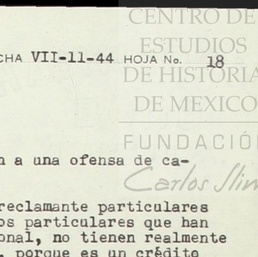 CENTRO DE
ESTUDIOS
CHA VII-11-44 HOJA No. 18
DE HISTORIA
DE MEXICO
FUNDACIÓN
n a una ofensa de ca-
Carlos Slim
reclamante particulares
os particulares que han
onal, no tienen realmente
, porque es un crédito